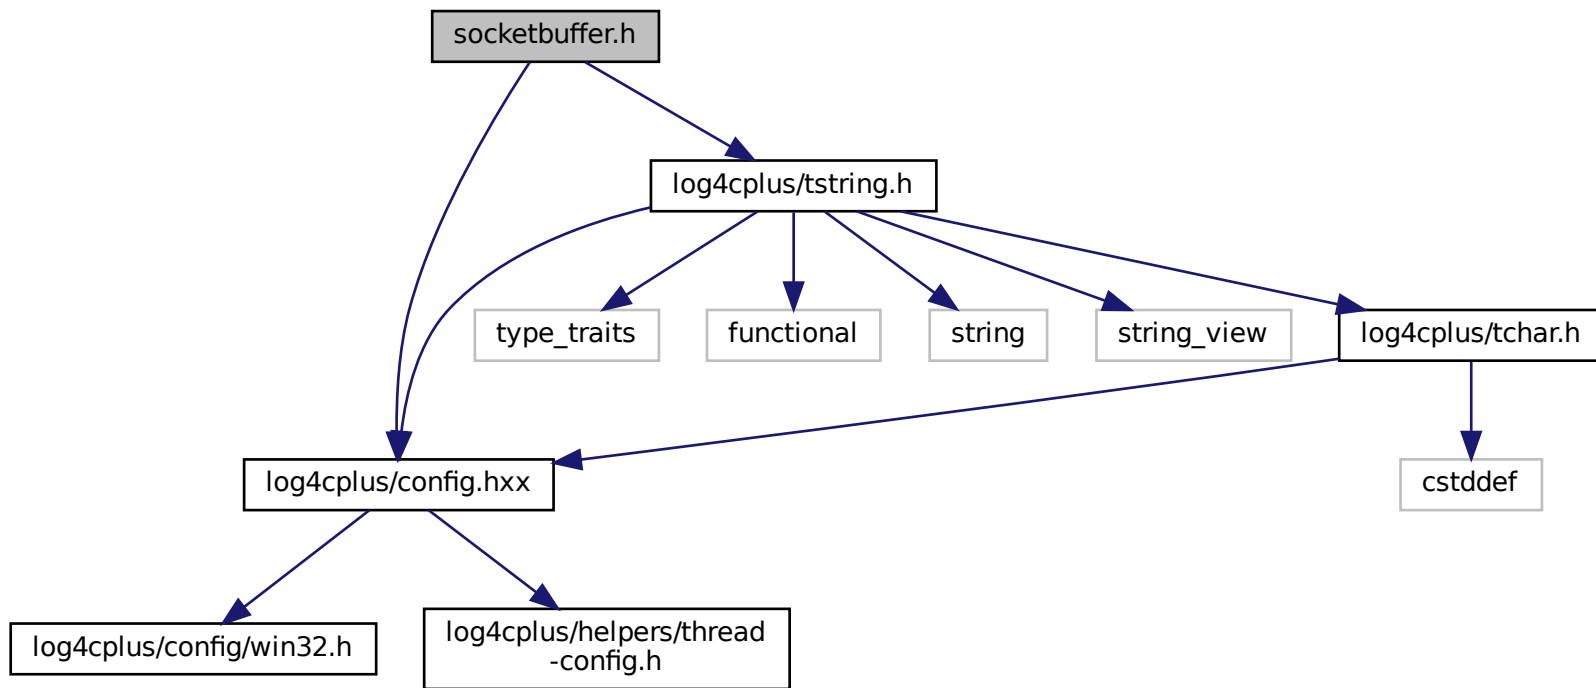 socketbuffer.h
log4cplus/tstring.h
type_traits
functional
string
string_view
log4cplus/tchar.h
log4cplus/config.hxx
cstddef
log4cplus/config/win32.h
log4cplus/helpers/thread
-config.h